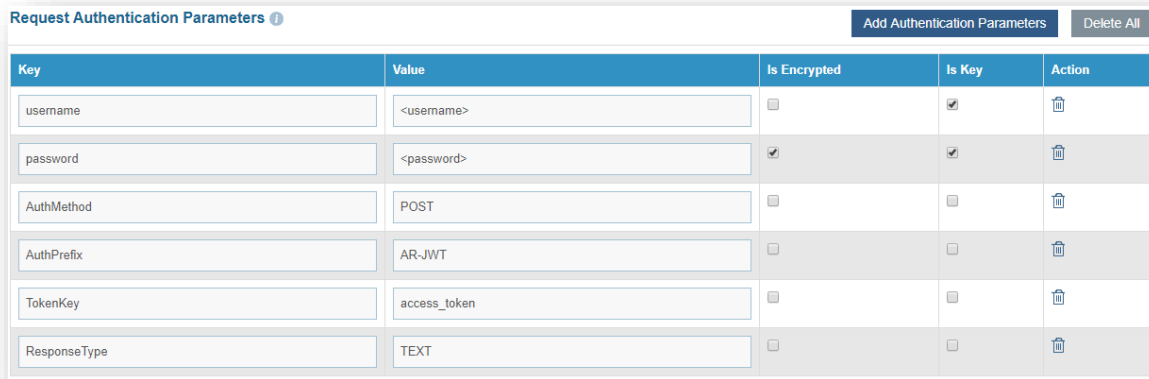 Request Authentication Parameters i Add Authentication Parameters Delete All
Key Value Is Encrypted Is Key Action
username <username>
password <password>
AuthMethod POST
AuthPrefix AR-JWT
TokenKey access_token
ResponseType TEXT